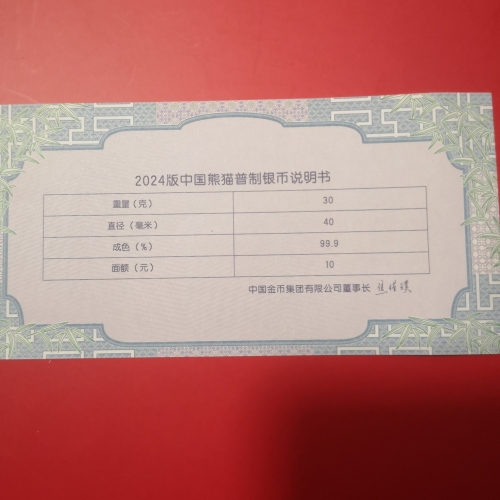 2024版中国熊猫普制银币说明书
重量（克） 30
直径（毫米） 40
成色（%） 99.9
面额（元） 10
中国金币集团有限公司董事长